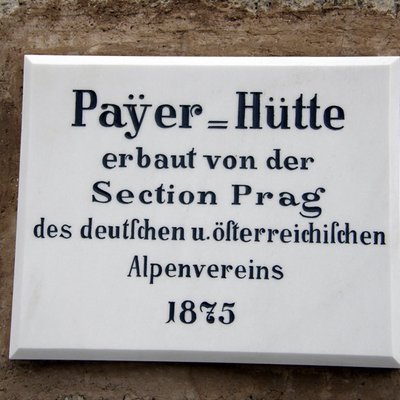 Paÿer=Hütte
erbaut von der
Section Prag
des deutſchen u. öſterreichiſchen
Alpenvereins
1875